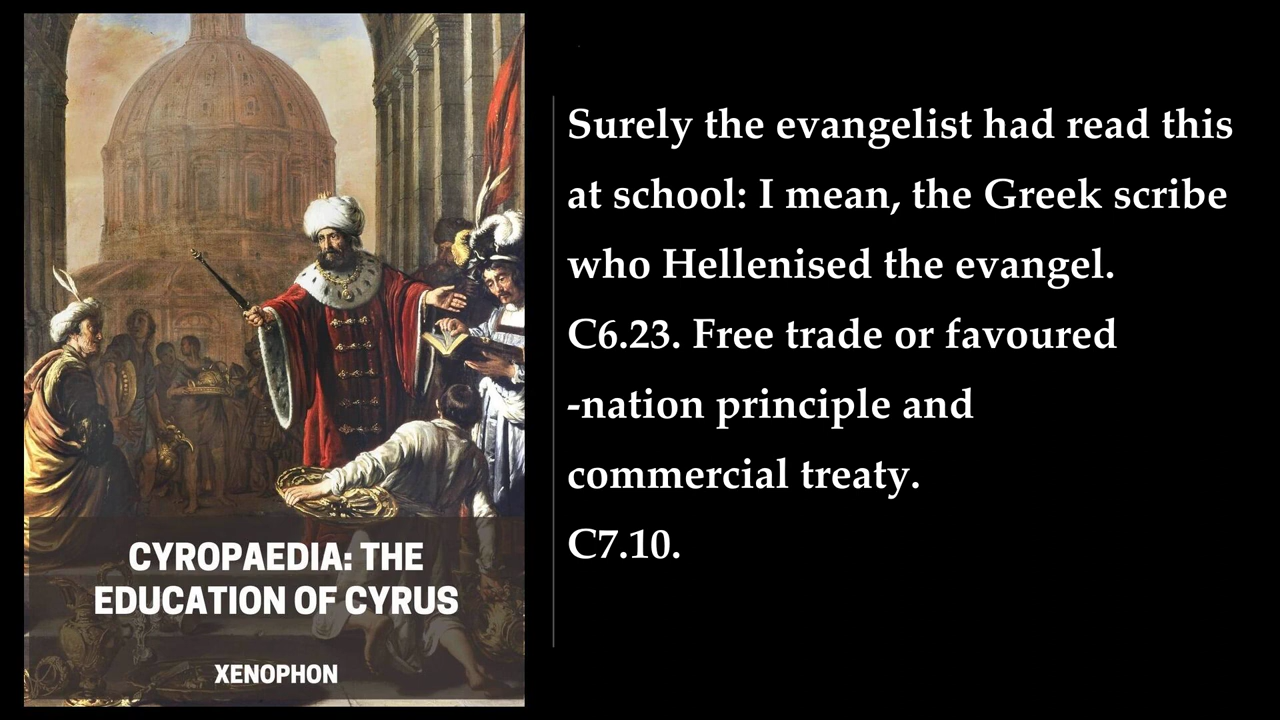 CYROPAEDIA: THE
EDUCATION OF CYRUS
XENOPHON
Surely the evangelist had read this
at school: I mean, the Greek scribe
who Hellenised the evangel.
C6.23. Free trade or favoured
-nation principle and
commercial treaty.
C7.10.